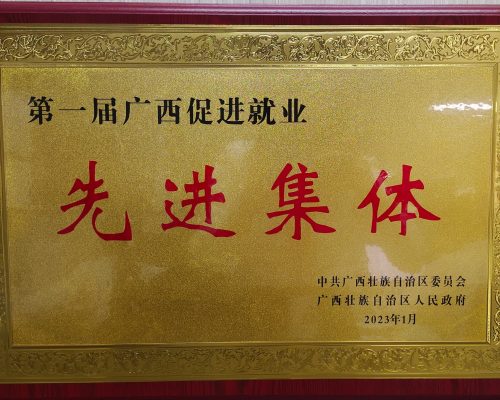 第一届广西促进就业
先进集体
中共广西壮族自治区委员会
广西壮族自治区人民政府
2023年1月